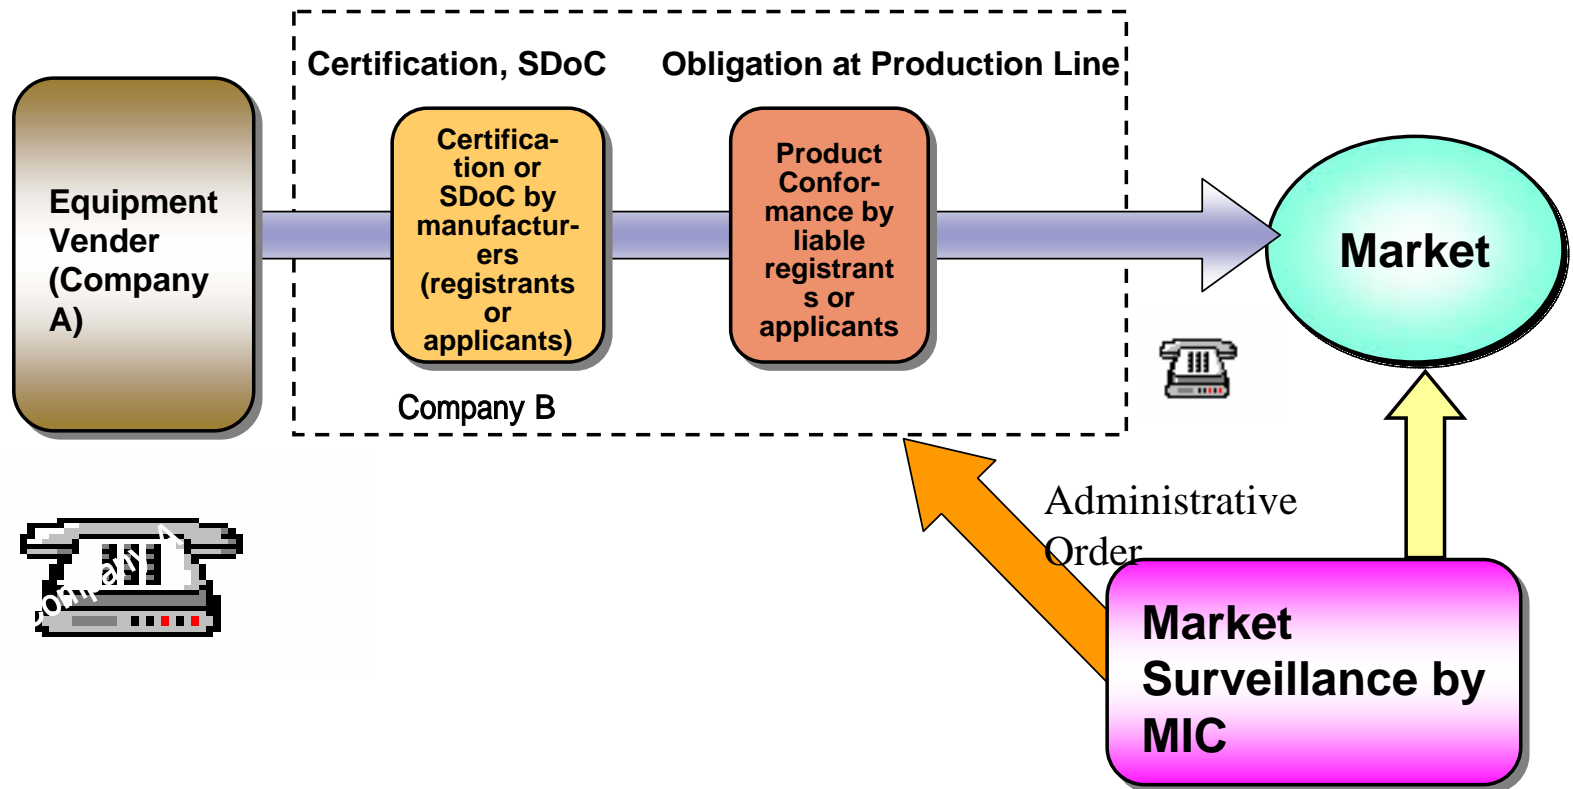 Certification, SDoC
Obligation at Production Line
Equipment
Vender
(Company
A)
Certifica-
tion or
SDoC by
manufactur-
ers
(registrants
or
applicants)
Product
Confor-
mance by
liable
registrant
s or
applicants
Market
Company B
Administrative
Order
Company A
Market
Surveillance by
MIC